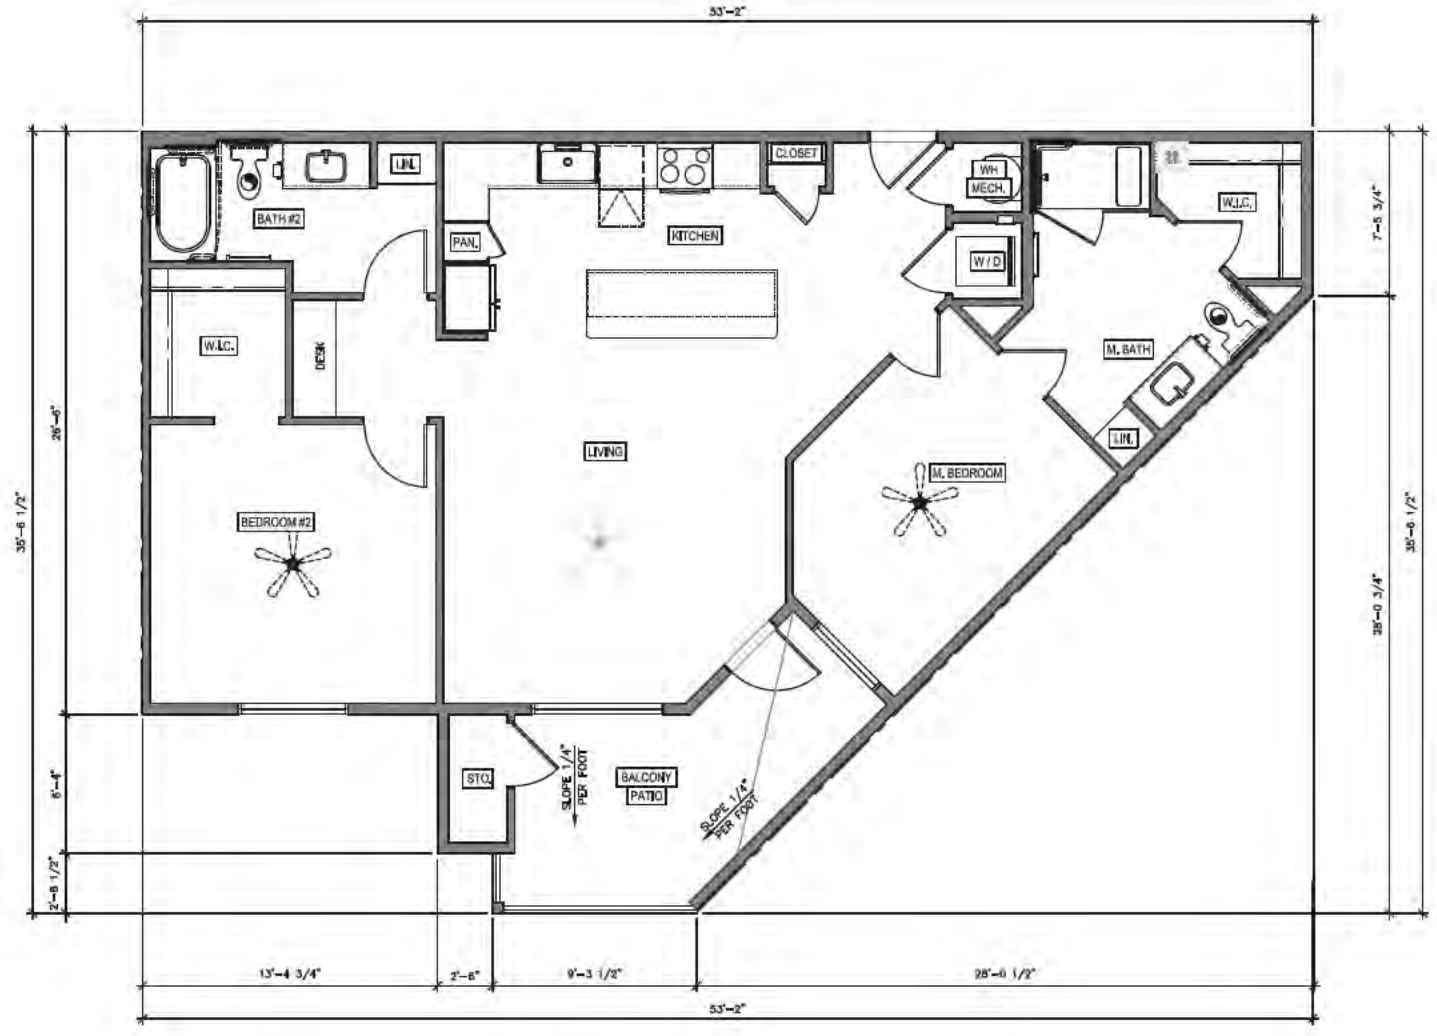 53'-2"
CLOSET
LIN.
WH
MECH.
BATH #2
W.I.C.
7'-5 3/4"
PAN.
KITCHEN
W / D
W.I.C.
DESK
M. BATH
26'-6"
LIN.
LIVING
M. BEDROOM
BEDROOM #2
35'-6 1/2"
35'-6 1/2"
28'-0 3/4"
STO.
SLOPE 1/4"
PER FOOT
BALCONY
PATIO
SLOPE 1/4"
PER FOOT
6'-4"
2'-8 1/2"
13'-4 3/4"
2'-6"
9'-3 1/2"
28'-0 1/2"
53'-2"